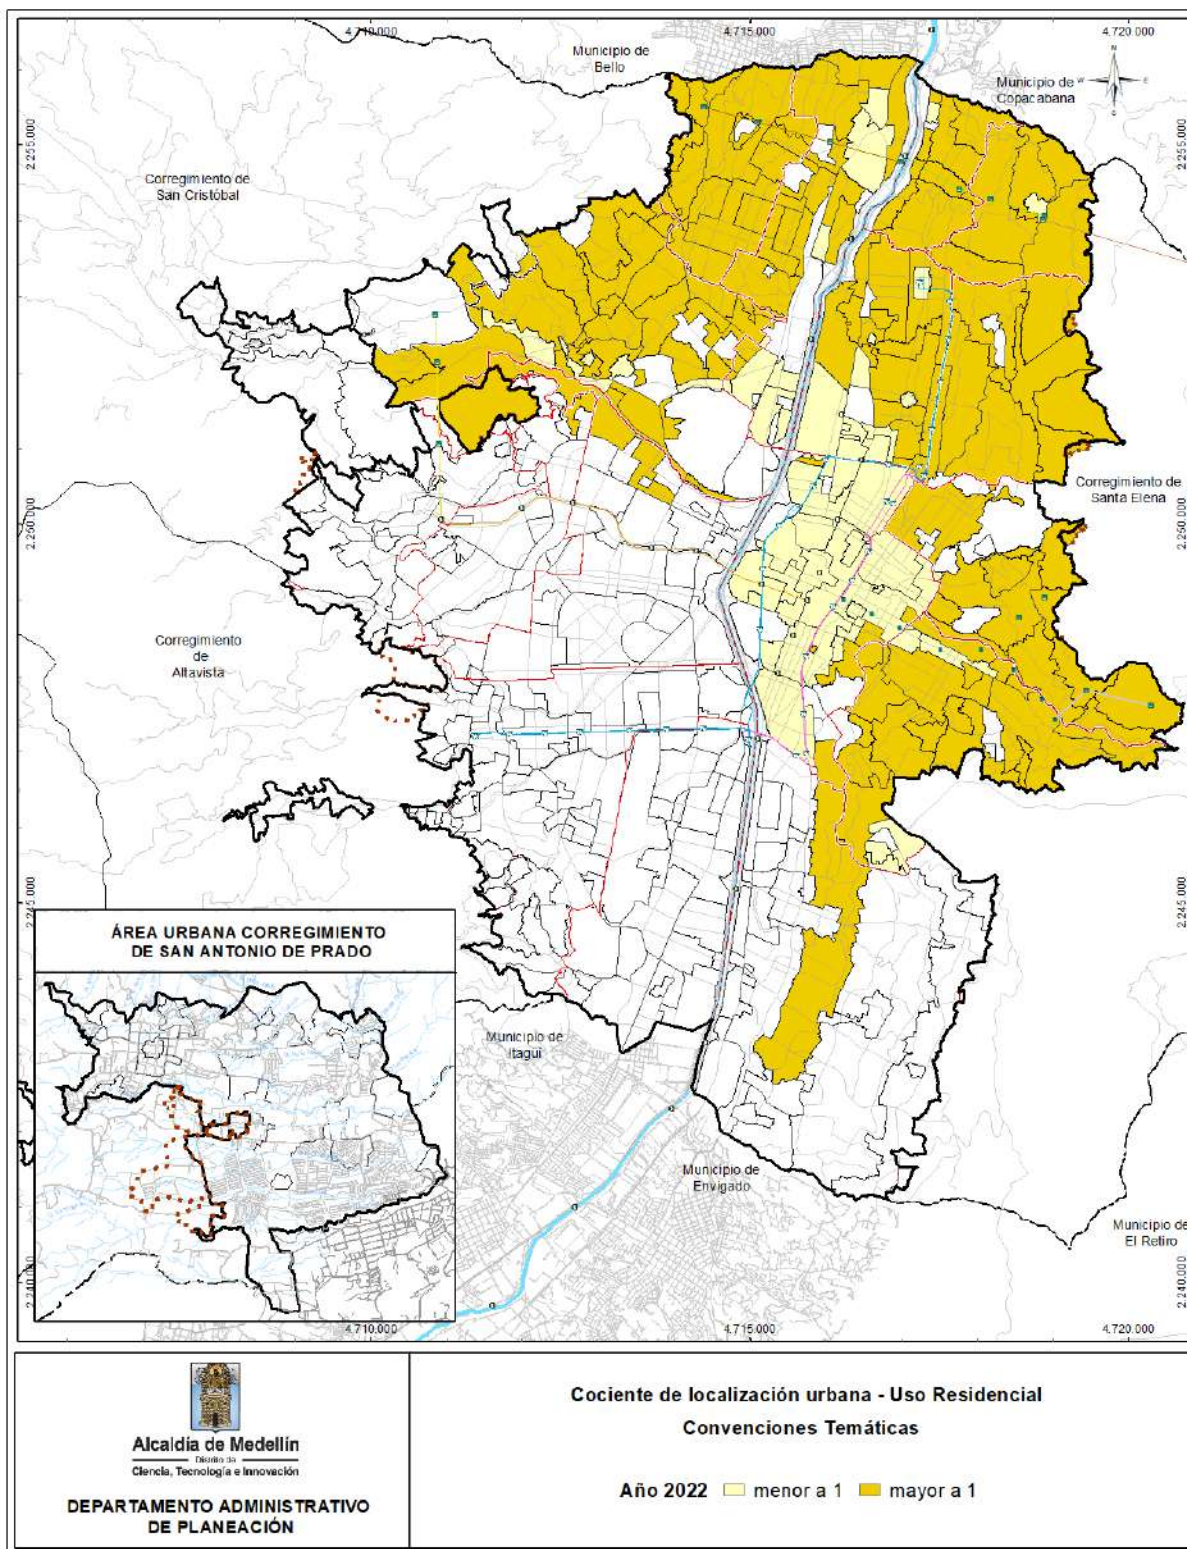 4.710.000
4.715.000
4.720.000
Municipio de
Bello
Municipio de
Copacabana
N
W
E
2.255.000
2.255.000
Corregimiento de
San Cristóbal
Corregimiento de
Santa Elena
2.250.000
2.250.000
Corregimiento
de
Altavista
2.245.000
2.245.000
ÁREA URBANA CORREGIMIENTO
DE SAN ANTONIO DE PRADO
Municipio de
Itagui
Municipio de
Envigado
Municipio de
El Retiro
2.240.000
2.240.000
4.710.000
4.715.000
4.720.000
Alcaldía de Medellín
Distrito de
Ciencia, Tecnología e Innovación
DEPARTAMENTO ADMINISTRATIVO
DE PLANEACIÓN
Cociente de localización urbana - Uso Residencial
Convenciones Temáticas
Año 2022 menor a 1 mayor a 1